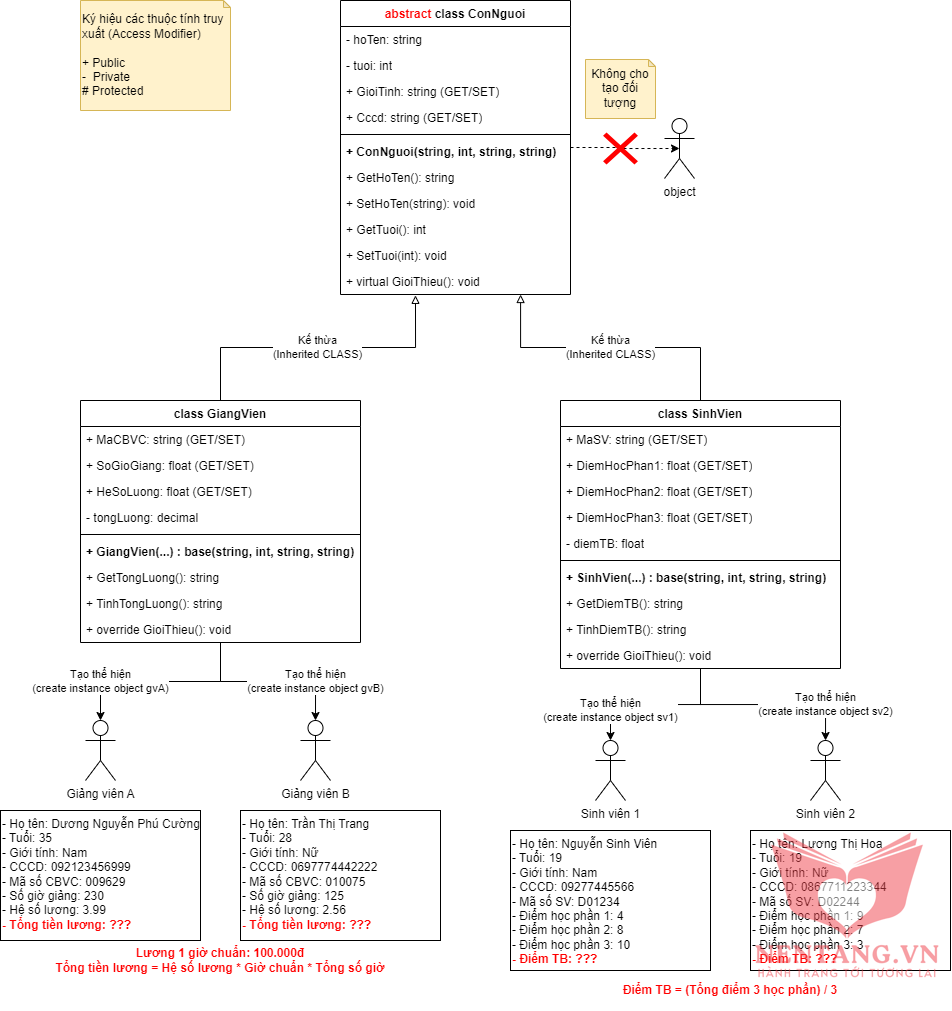 Ký hiệu các thuộc tính truy
xuất (Access Modifier)
+ Public
- Private
# Protected
abstract class ConNguoi
- hoTen: string
- tuoi: int
+ GioiTinh: string (GET/SET)
+ Cccd: string (GET/SET)
+ ConNguoi(string, int, string, string)
+ GetHoTen(): string
+ SetHoTen(string): void
+ GetTuoi(): int
+ SetTuoi(int): void
+ virtual GioiThieu(): void
Không cho
tạo đối
tượng
object
Kế thừa
(Inherited CLASS)
Kế thừa
(Inherited CLASS)
class GiangVien
+ MaCBVC: string (GET/SET)
+ SoGioGiang: float (GET/SET)
+ HeSoLuong: float (GET/SET)
- tongLuong: decimal
+ GiangVien(...) : base(string, int, string, string)
+ GetTongLuong(): string
+ TinhTongLuong(): string
+ override GioiThieu(): void
class SinhVien
+ MaSV: string (GET/SET)
+ DiemHocPhan1: float (GET/SET)
+ DiemHocPhan2: float (GET/SET)
+ DiemHocPhan3: float (GET/SET)
- diemTB: float
+ SinhVien(...) : base(string, int, string, string)
+ GetDiemTB(): string
+ TinhDiemTB(): string
+ override GioiThieu(): void
Tạo thể hiện
(create instance object gvA)
Tạo thể hiện
(create instance object gvB)
Tạo thể hiện
(create instance object sv1)
Tạo thể hiện
(create instance object sv2)
Giảng viên A
Giảng viên B
Sinh viên 1
Sinh viên 2
- Họ tên: Dương Nguyễn Phú Cường
- Tuổi: 35
- Giới tính: Nam
- CCCD: 092123456999
- Mã số CBVC: 009629
- Số giờ giảng: 230
- Hệ số lương: 3.99
- Tổng tiền lương: ???
- Họ tên: Trần Thị Trang
- Tuổi: 28
- Giới tính: Nữ
- CCCD: 0697774442222
- Mã số CBVC: 010075
- Số giờ giảng: 125
- Hệ số lương: 2.56
- Tổng tiền lương: ???
Lương 1 giờ chuẩn: 100.000đ
Tổng tiền lương = Hệ số lương * Giờ chuẩn * Tổng số giờ
- Họ tên: Nguyễn Sinh Viên
- Tuổi: 19
- Giới tính: Nam
- CCCD: 09277445566
- Mã số SV: D01234
- Điểm học phần 1: 4
- Điểm học phần 2: 8
- Điểm học phần 3: 10
- Điểm TB: ???
- Họ tên: Lương Thị Hoa
- Tuổi: 19
- Giới tính: Nữ
- CCCD: 0867711223344
- Mã số SV: D02244
- Điểm học phần 1: 9
- Điểm học phần 2: 7
- Điểm học phần 3: 3
- Điểm TB: ???
NENTANG.VN
HÀNH TRANG TỚI TƯƠNG LAI
Điểm TB = (Tổng điểm 3 học phần) / 3